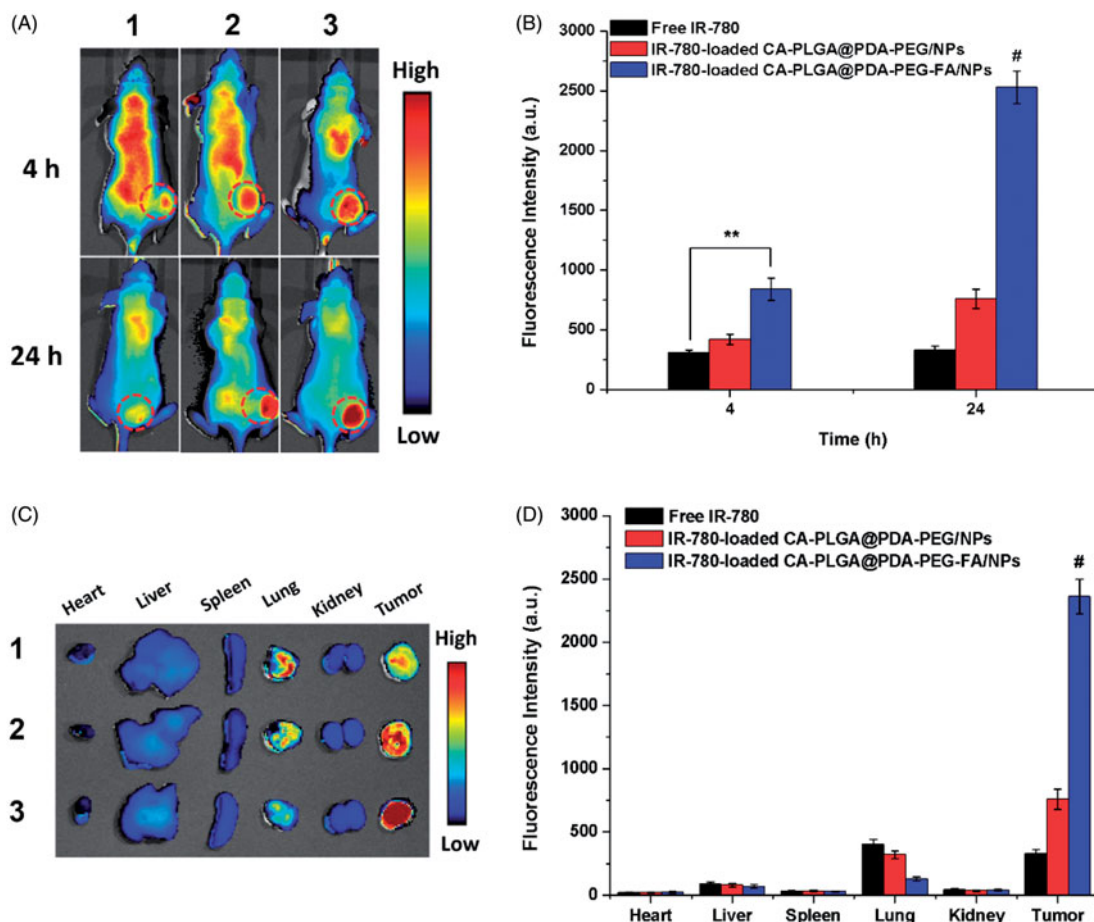 (A)
1 2 3
4 h
24 h
High
Low
(B)
Free IR-780
IR-780-loaded CA-PLGA@PDA-PEG/NPs
IR-780-loaded CA-PLGA@PDA-PEG-FA/NPs
Fluorescence Intensity (a.u.)
3000
2500
2000
1500
1000
500
0
**
#
4 24
Time (h)
(C)
Heart Liver Spleen Lung Kidney Tumor
1
2
3
High
Low
(D)
Free IR-780
IR-780-loaded CA-PLGA@PDA-PEG/NPs
IR-780-loaded CA-PLGA@PDA-PEG-FA/NPs
Fluorescence Intensity (a.u.)
3000
2500
2000
1500
1000
500
0
#
Heart Liver Spleen Lung Kidney Tumor